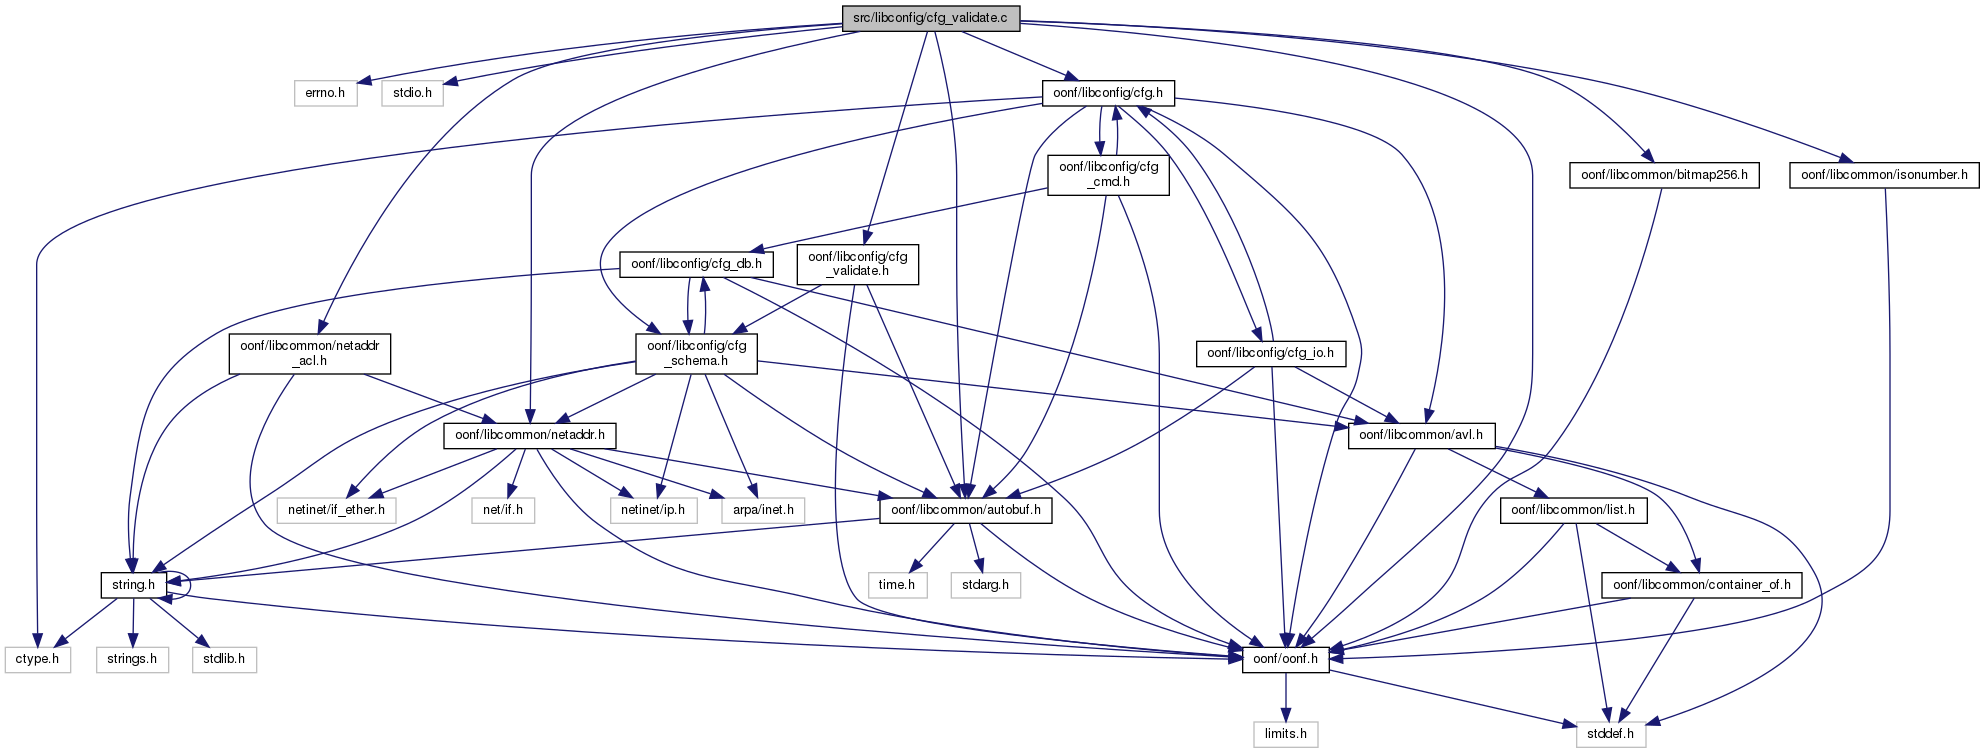 src/libconfig/cfg_validate.c
errno.h
stdio.h
oonf/libconfig/cfg.h
oonf/libconfig/cfg
_cmd.h
oonf/libcommon/bitmap256.h
oonf/libcommon/isonumber.h
oonf/libconfig/cfg_db.h
oonf/libconfig/cfg
_validate.h
oonf/libcommon/netaddr
_acl.h
oonf/libconfig/cfg
_schema.h
oonf/libconfig/cfg_io.h
oonf/libcommon/netaddr.h
oonf/libcommon/avl.h
netinet/if_ether.h
net/if.h
netinet/ip.h
arpa/inet.h
oonf/libcommon/autobuf.h
oonf/libcommon/list.h
string.h
time.h
stdarg.h
oonf/libcommon/container_of.h
ctype.h
strings.h
stdlib.h
oonf/oonf.h
limits.h
stddef.h